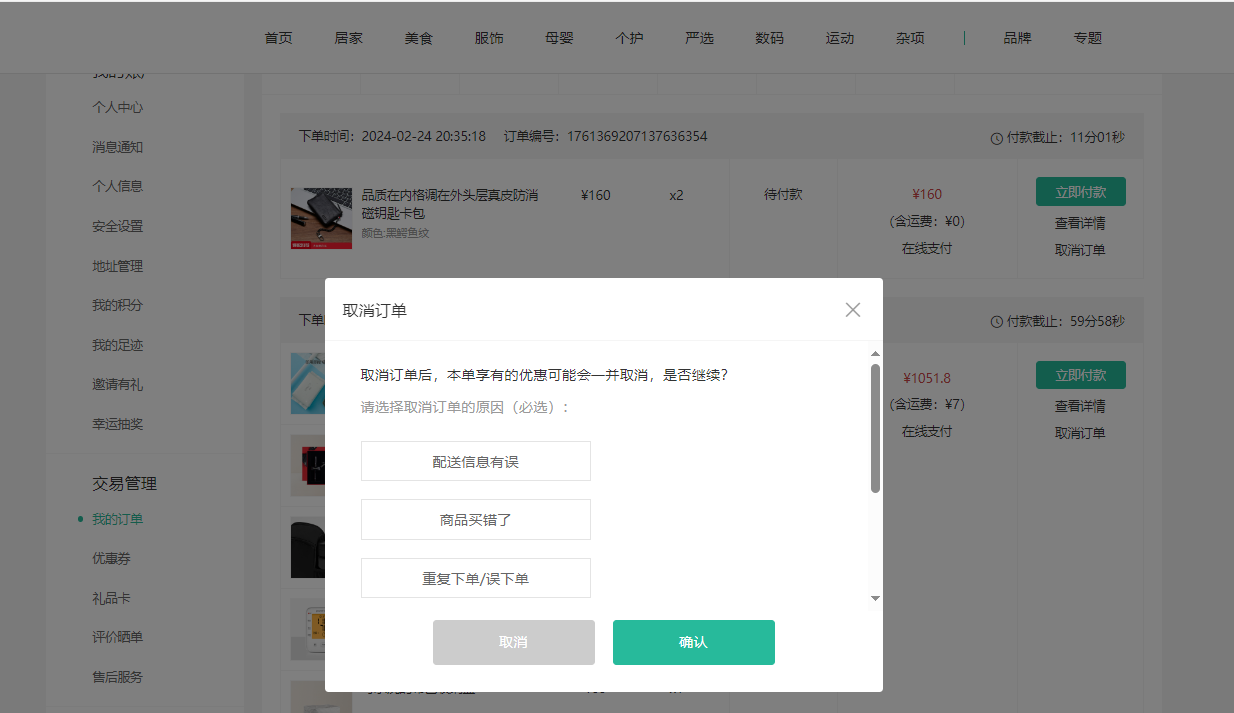 首页 居家 美食 服饰 母婴 个护 严选 数码 运动 杂项 | 品牌 专题
个人中心
消息通知
个人信息
安全设置
地址管理
我的积分
我的足迹
邀请有礼
幸运抽奖
交易管理
我的订单
优惠券
礼品卡
评价晒单
售后服务
下单时间：2024-02-24 20:35:18 订单编号：1761369207137636354 付款截止：11分01秒
品质在内格调在外头层真皮防消
磁钥匙卡包
颜色:黑鳄鱼纹
¥160 x2 待付款 ¥160
(含运费：¥0)
在线支付
立即付款
查看详情
取消订单
下单
付款截止：59分58秒
¥1051.8
(含运费：¥7)
在线支付
立即付款
查看详情
取消订单
取消订单
取消订单后，本单享有的优惠可能会一并取消，是否继续？
请选择取消订单的原因（必选）：
配送信息有误
商品买错了
重复下单/误下单
取消 确认